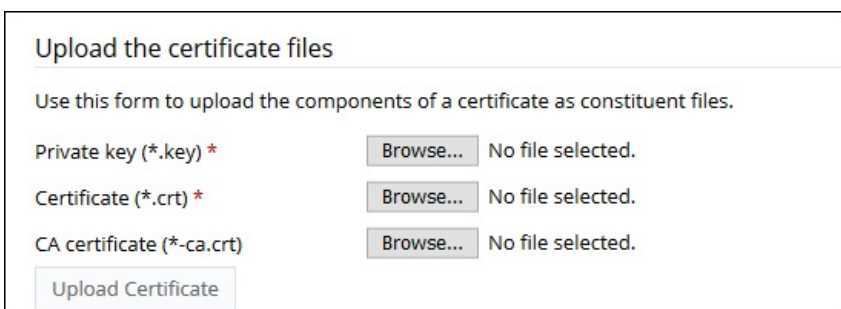 Upload the certificate files
Use this form to upload the components of a certificate as constituent files.
Private key (*.key) * Browse... No file selected.
Certificate (*.crt) * Browse... No file selected.
CA certificate (*-ca.crt) Browse... No file selected.
Upload Certificate